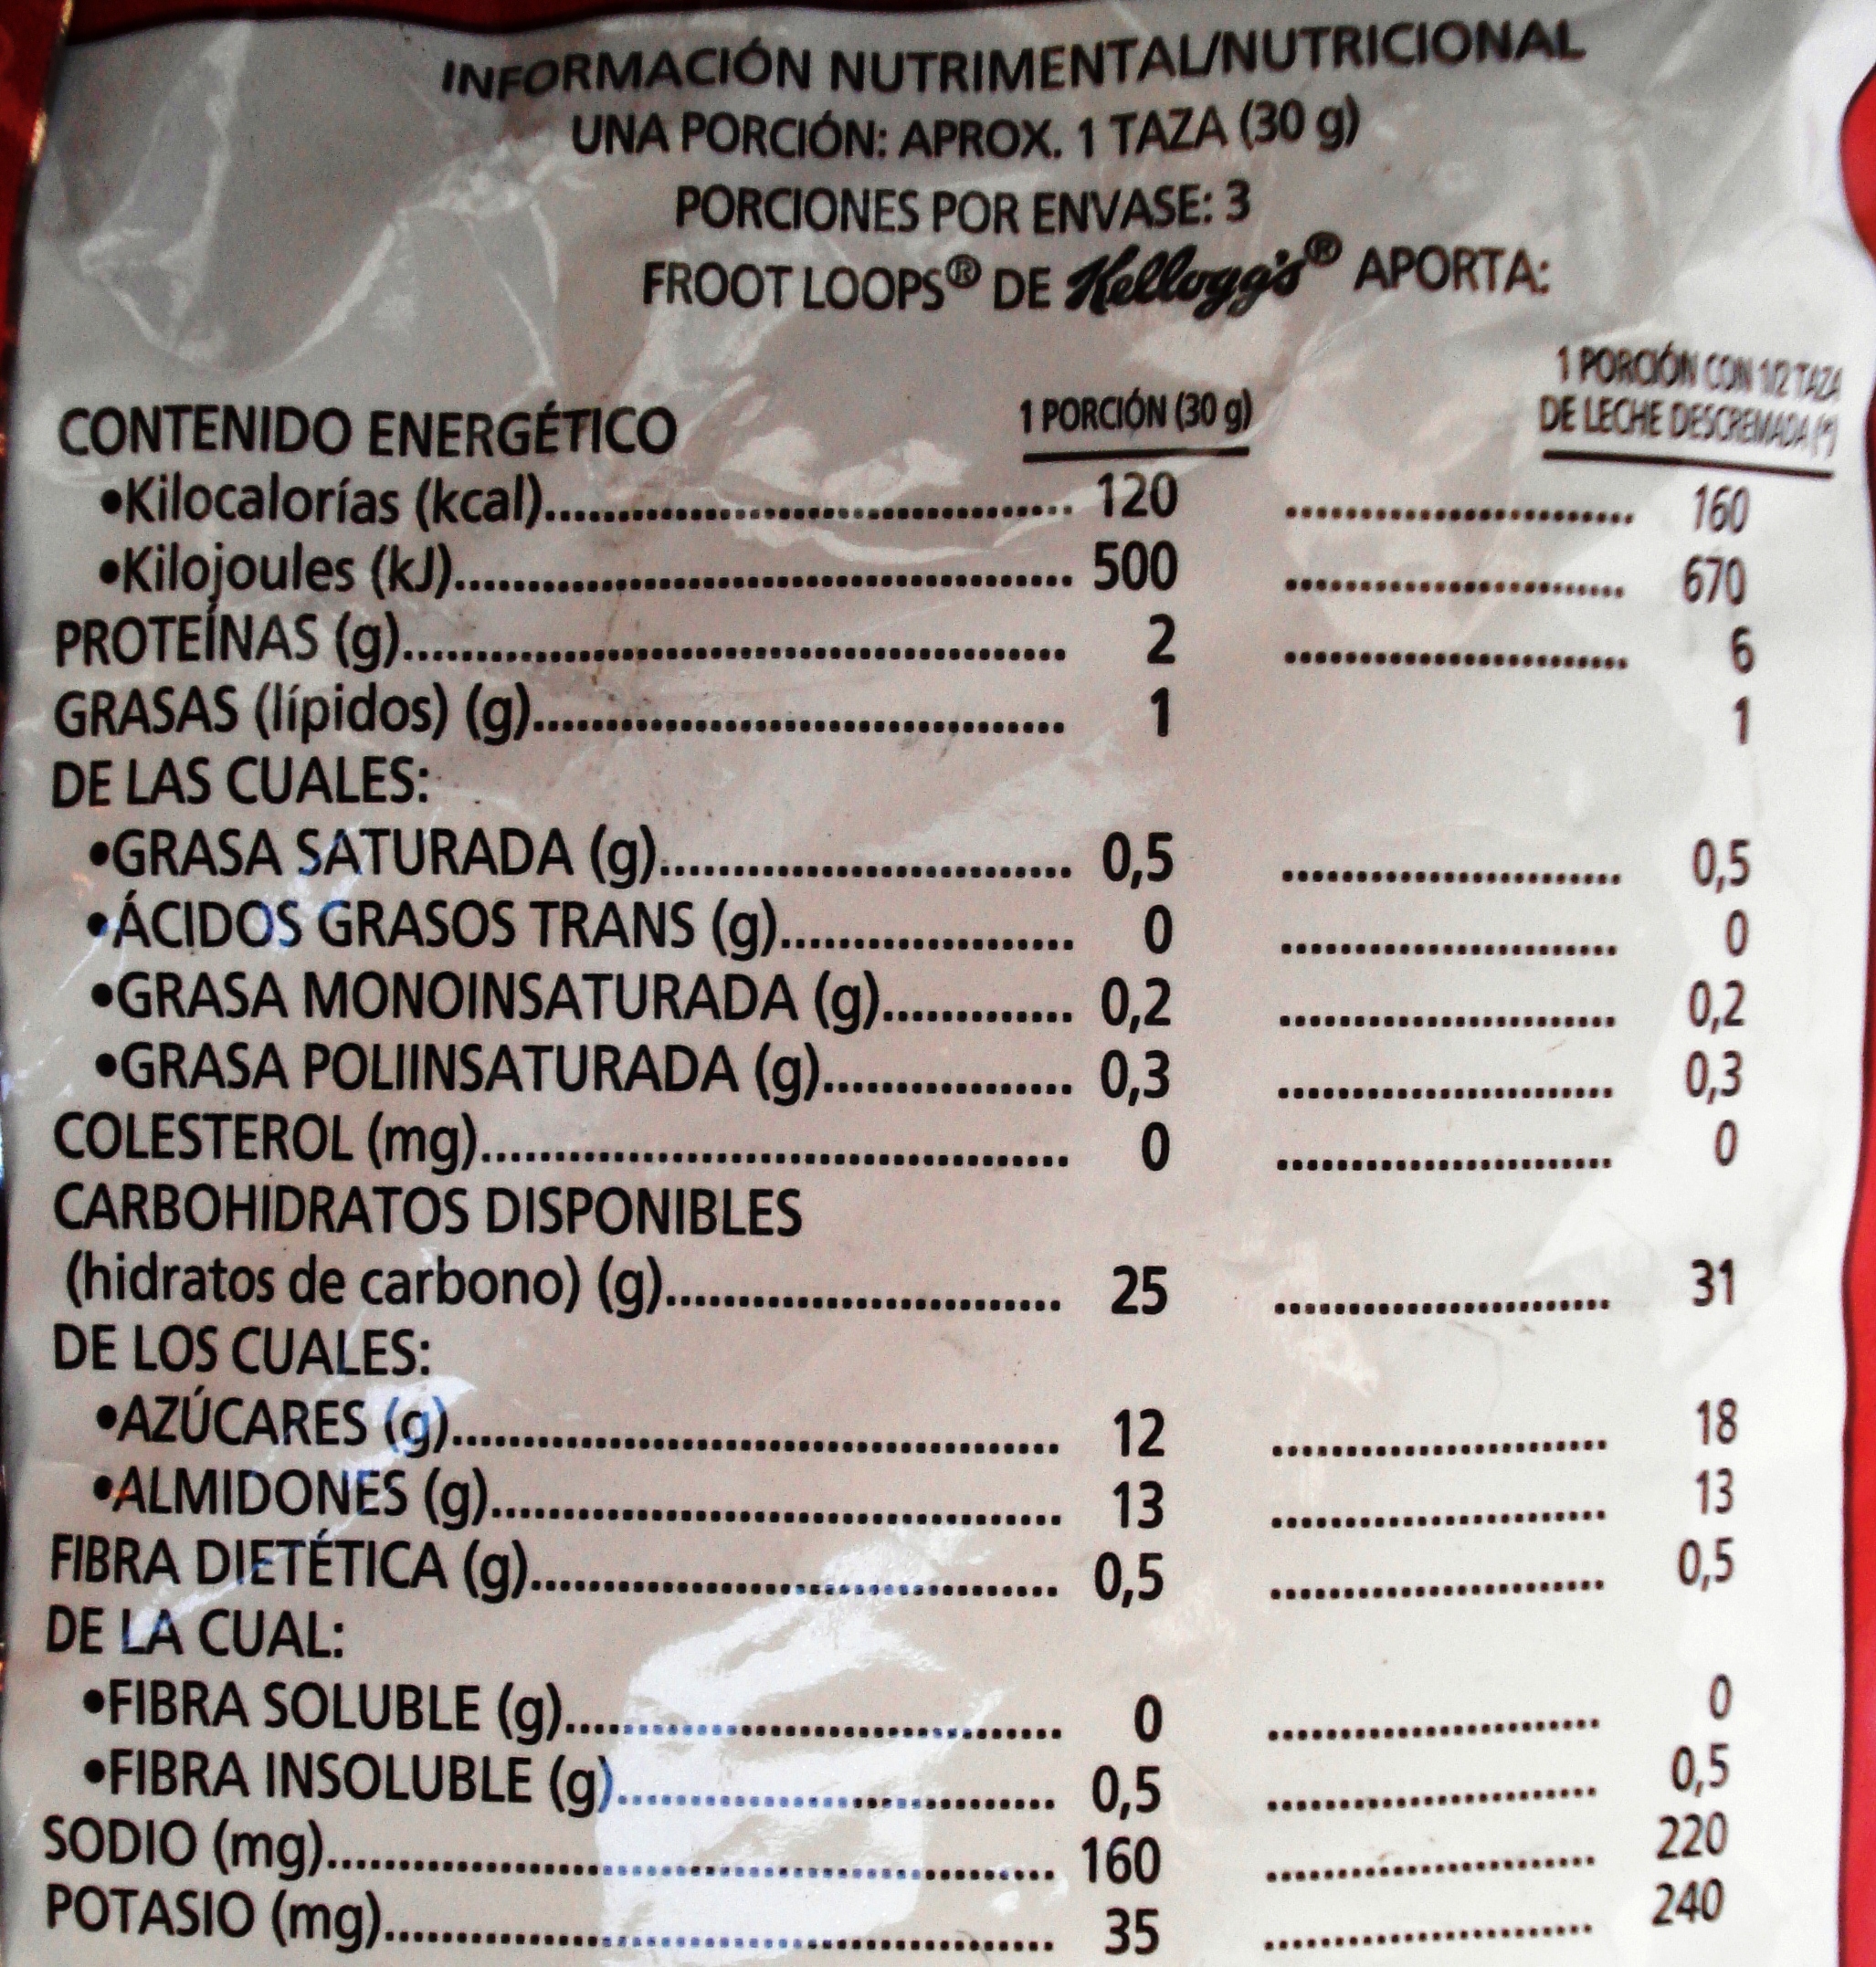 INFORMACIÓN NUTRIMENTAL/NUTRICIONAL
UNA PORCIÓN: APROX. 1 TAZA (30 g)
PORCIONES POR ENVASE: 3
FROOT LOOPS® DE Kellogg's® APORTA:
1 PORCIÓN CON 1/2 TAZA
CONTENIDO ENERGÉTICO 1 PORCIÓN (30 g) DE LECHE DESCREMADA (*)
•Kilocalorías (kcal)........ 120 ........ 160
•Kilojoules (kJ)........ 500 ........ 670
PROTEÍNAS (g)........ 2 ........ 6
GRASAS (lípidos) (g)........ 1 1
DE LAS CUALES:
•GRASA SATURADA (g)........ 0,5 ........ 0,5
•ÁCIDOS GRASOS TRANS (g)........ 0 ........ 0
•GRASA MONOINSATURADA (g)........ 0,2 ........ 0,2
•GRASA POLIINSATURADA (g)........ 0,3 ........ 0,3
COLESTEROL (mg)........ 0 ........ 0
CARBOHIDRATOS DISPONIBLES
(hidratos de carbono) (g)........ 25 ........ 31
DE LOS CUALES:
•AZÚCARES (g)........ 12 ........ 18
•ALMIDONES (g)........ 13 ........ 13
FIBRA DIETÉTICA (g)........ 0,5 ........ 0,5
DE LA CUAL:
•FIBRA SOLUBLE (g)........ 0 ........ 0
•FIBRA INSOLUBLE (g)........ 0,5 ........ 0,5
SODIO (mg)........ 160 ........ 220
POTASIO (mg)........ 35 ........ 240